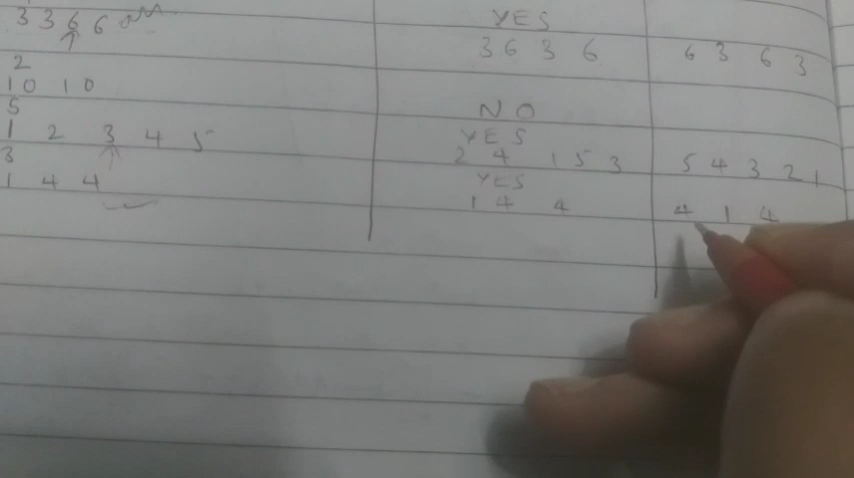 3 3 6 6
YES
3 6 3 6
6 3 6 3
2
10 10
NO
5
1 2 3 4 5
YES
2 4 1 5 3
5 4 3 2 1
3
1 4 4
YES
1 4 4
4 1 4